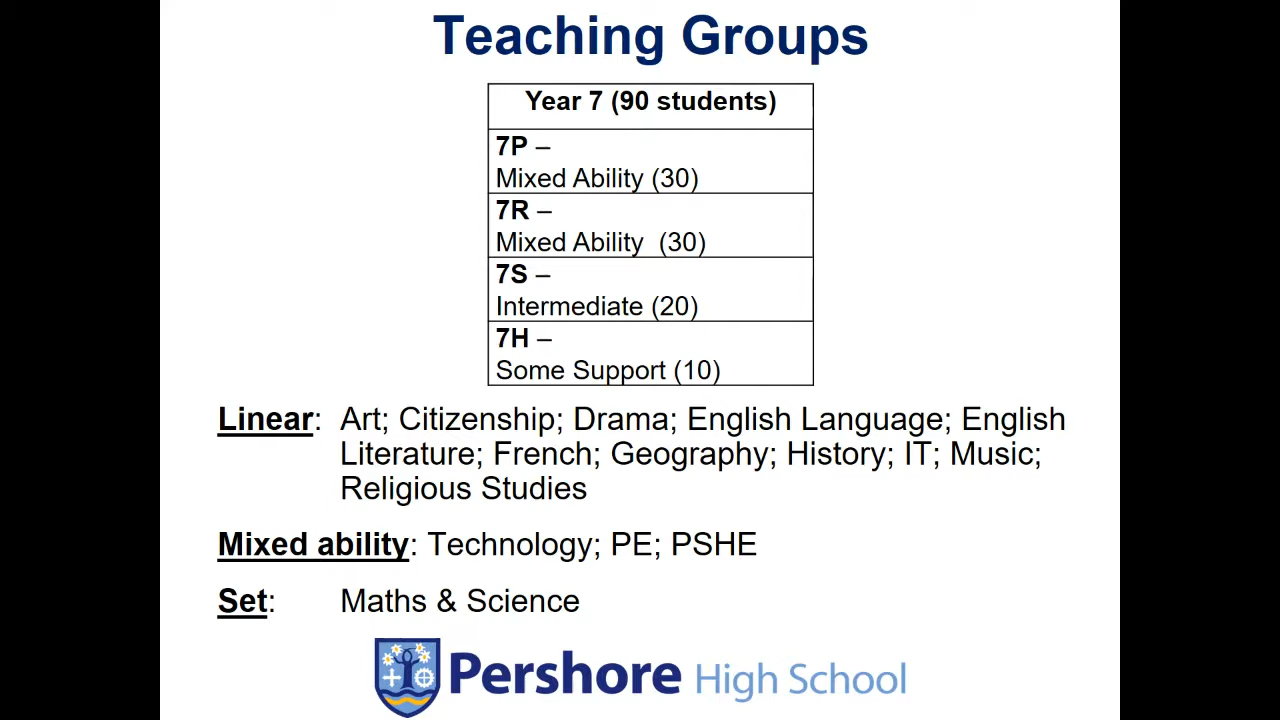 Teaching Groups
Year 7 (90 students)
7P –
Mixed Ability (30)
7R –
Mixed Ability (30)
7S –
Intermediate (20)
7H –
Some Support (10)
Linear: Art; Citizenship; Drama; English Language; English
Literature; French; Geography; History; IT; Music;
Religious Studies
Mixed ability: Technology; PE; PSHE
Set: Maths & Science
Pershore High School